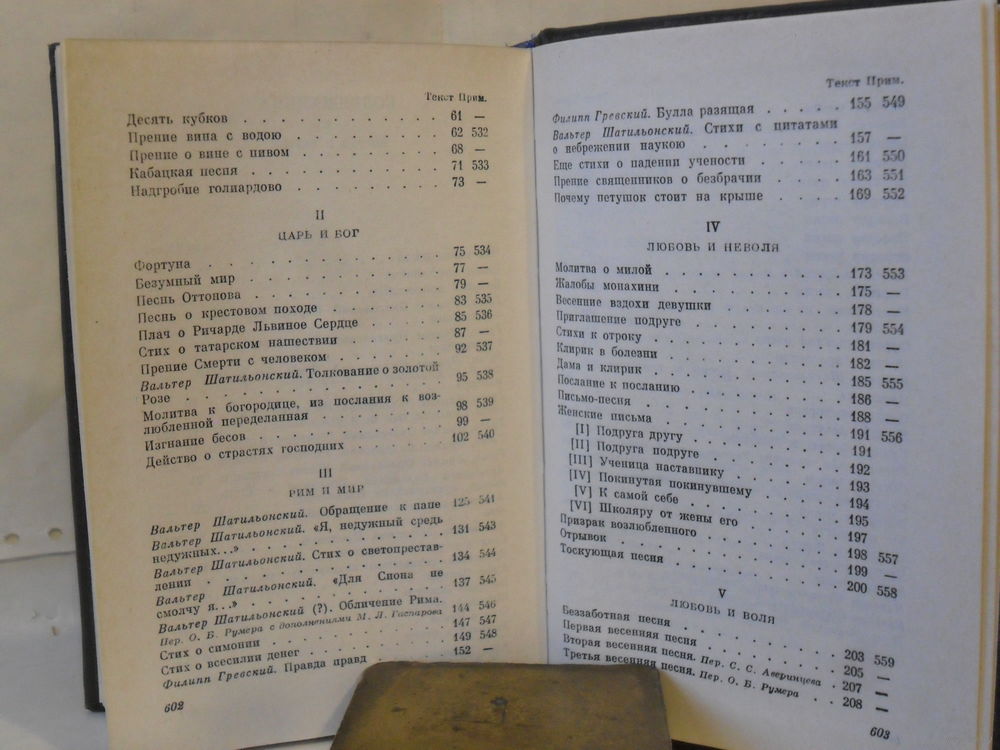 Текст Прим.
Десять кубков . . . . . . . . . . . . 61 —
Прение вина с водою . . . . . . . . . 62 532
Прение о вине с пивом . . . . . . . . 68 —
Кабацкая песня . . . . . . . . . . . 71 533
Надгробие голиардово . . . . . . . . 73 —
II
ЦАРЬ И БОГ
Фортуна . . . . . . . . . . . . . . 75 534
Безумный мир . . . . . . . . . . . . 77 —
Песнь Оттонова . . . . . . . . . . . 79 —
Песнь о крестовом походе . . . . . . 83 535
Плач о Ричарде Львиное Сердце . . . . 85 536
Стих о татарском нашествии . . . . . 87 —
Прение Смерти с человеком . . . . . . 92 537
Вальтер Шатильонский. Толкование о золотой
Розе . . . . . . . . . . . . . . . 95 538
Молитва к богородице, из послания к воз-
любленной переделанная . . . . . . . 98 539
Изгнание бесов . . . . . . . . . . . 99 —
Действо о страстях господних . . . . 102 540
III
РИМ И МИР
Вальтер Шатильонский. Обращение к папе 125 541
Вальтер Шатильонский. «Я, недужный средь
недужных...» . . . . . . . . . . . . 131 543
Вальтер Шатильонский. Стих о светопрестав-
лении . . . . . . . . . . . . . . . 134 544
Вальтер Шатильонский. «Для Сиона не
смолчу я...» . . . . . . . . . . . . 137 545
Вальтер Шатильонский (?). Обличение Рима.
Пер. О. Б. Румера с дополнениями М. Л. Гаспарова 144 546
Стих о симонии . . . . . . . . . . . 147 547
Стих о всесилии денег . . . . . . . . 149 548
Филипп Гревский. Правда правд . . . . 152 —
602
Текст Прим.
Филипп Гревский. Булла разящая . . . . . 155 549
Вальтер Шатильонский. Стихи с цитатами
о небрежении наукою . . . . . . . . . 157 —
Еще стихи о падении учености . . . . . 161 550
Прение священников о безбрачии . . . . 163 551
Почему петушок стоит на крыше . . . . 169 552
IV
ЛЮБОВЬ И НЕВОЛЯ
Молитва о милой . . . . . . . . . . . 173 553
Жалобы монахини . . . . . . . . . . . 175 —
Весенние вздохи девушки . . . . . . . 178 —
Приглашение подруге . . . . . . . . . 179 554
Стихи к отроку . . . . . . . . . . . 181 —
Клирик в болезни . . . . . . . . . . 182 —
Дама и клирик . . . . . . . . . . . . 185 555
Послание к посланию . . . . . . . . . 186 —
Письмо-песня . . . . . . . . . . . . 188 —
Женские письма . . . . . . . . . . . 191 556
[I] Подруга другу . . . . . . . . . . 191
[II] Подруга подруге . . . . . . . . . 192
[III] Ученица наставнику . . . . . . . 193
[IV] Покинутая покинувшему . . . . . . 194
[V] К самой себе . . . . . . . . . . 195
[VI] Школяру от жены его . . . . . . . 197
Призрак возлюбленного . . . . . . . . 198 557
Отрывок . . . . . . . . . . . . . . 199 —
Тоскующая песня . . . . . . . . . . . 200 558
V
ЛЮБОВЬ И ВОЛЯ
Беззаботная песня . . . . . . . . . . 203 559
Первая весенняя песня . . . . . . . . 205 —
Вторая весенняя песня. Пер. С. С. Аверинцева . 207 —
Третья весенняя песня. Пер. О. Б. Румера . . 208 —
603